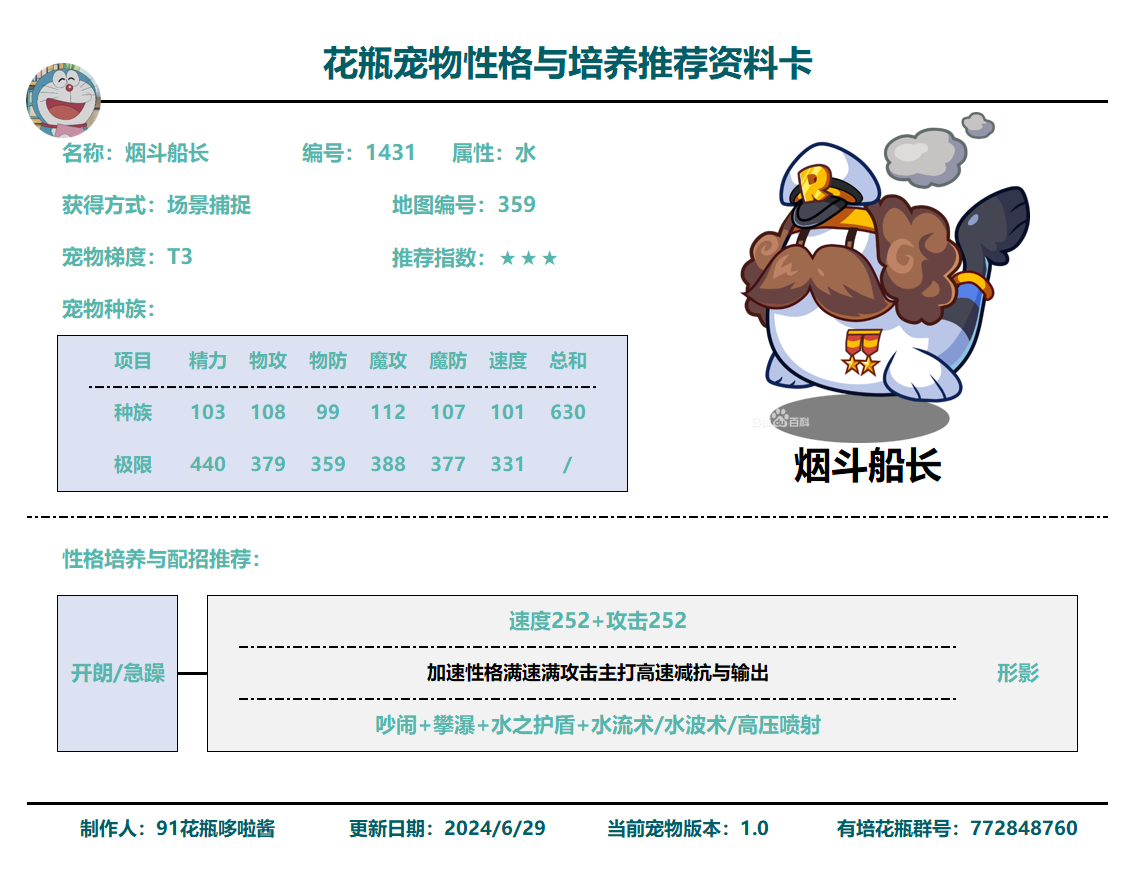 花瓶宠物性格与培养推荐资料卡
名称：烟斗船长 编号：1431 属性：水
获得方式：场景捕捉 地图编号：359
宠物梯度：T3 推荐指数：★★★
宠物种族：
项目 精力 物攻 物防 魔攻 魔防 速度 总和
种族 103 108 99 112 107 101 630
极限 440 379 359 388 377 331 /
R
百科
烟斗船长
性格培养与配招推荐：
速度252+攻击252
开朗/急躁 加速性格满速满攻击主打高速减抗与输出 形影
吵闹+攀瀑+水之护盾+水流术/水波术/高压喷射
制作人：91花瓶哆啦酱 更新日期：2024/6/29 当前宠物版本：1.0 有培花瓶群号：772848760